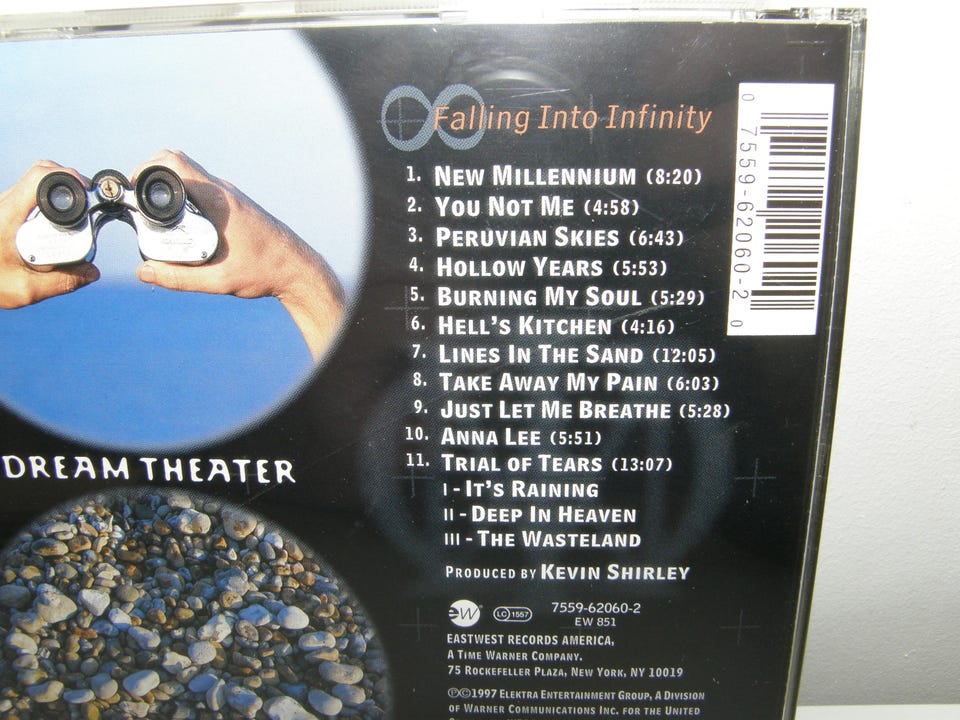 Falling Into Infinity
1. NEW MILLENNIUM (8:20)
2. YOU NOT ME (4:58)
3. PERUVIAN SKIES (6:43)
4. HOLLOW YEARS (5:53)
5. BURNING MY SOUL (5:29)
6. HELL'S KITCHEN (4:16)
7. LINES IN THE SAND (12:05)
8. TAKE AWAY MY PAIN (6:03)
9. JUST LET ME BREATHE (5:28)
10. ANNA LEE (5:51)
11. TRIAL OF TEARS (13:07)
I - IT'S RAINING
II - DEEP IN HEAVEN
III - THE WASTELAND
PRODUCED BY KEVIN SHIRLEY
ew LC 1557 7559-62060-2
EW 851
EASTWEST RECORDS AMERICA,
A TIME WARNER COMPANY.
75 ROCKEFELLER PLAZA, NEW YORK, NY 10019
℗©1997 ELEKTRA ENTERTAINMENT GROUP, A DIVISION
OF WARNER COMMUNICATIONS INC. FOR THE UNITED
DREAM THEATER
0 7559-62060-2 0